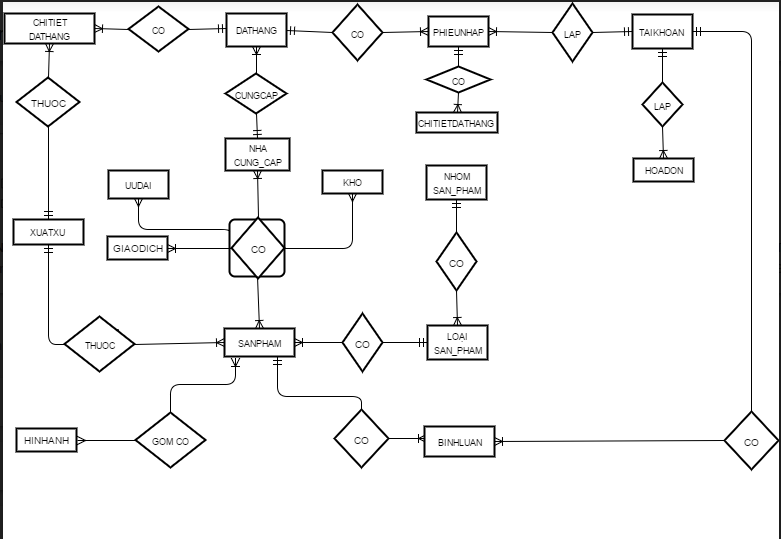 CHITIET
DATHANG
CO
DATHANG
CO
PHIEUNHAP
LAP
TAIKHOAN
THUOC
CUNGCAP
CO
LAP
CHITIETDATHANG
NHA
CUNG_CAP
HOADON
UUDAI
KHO
NHOM
SAN_PHAM
XUATXU
GIAODICH
CO
CO
THUOC
SANPHAM
CO
LOAI
SAN_PHAM
HINHANH
GOM CO
CO
BINHLUAN
CO